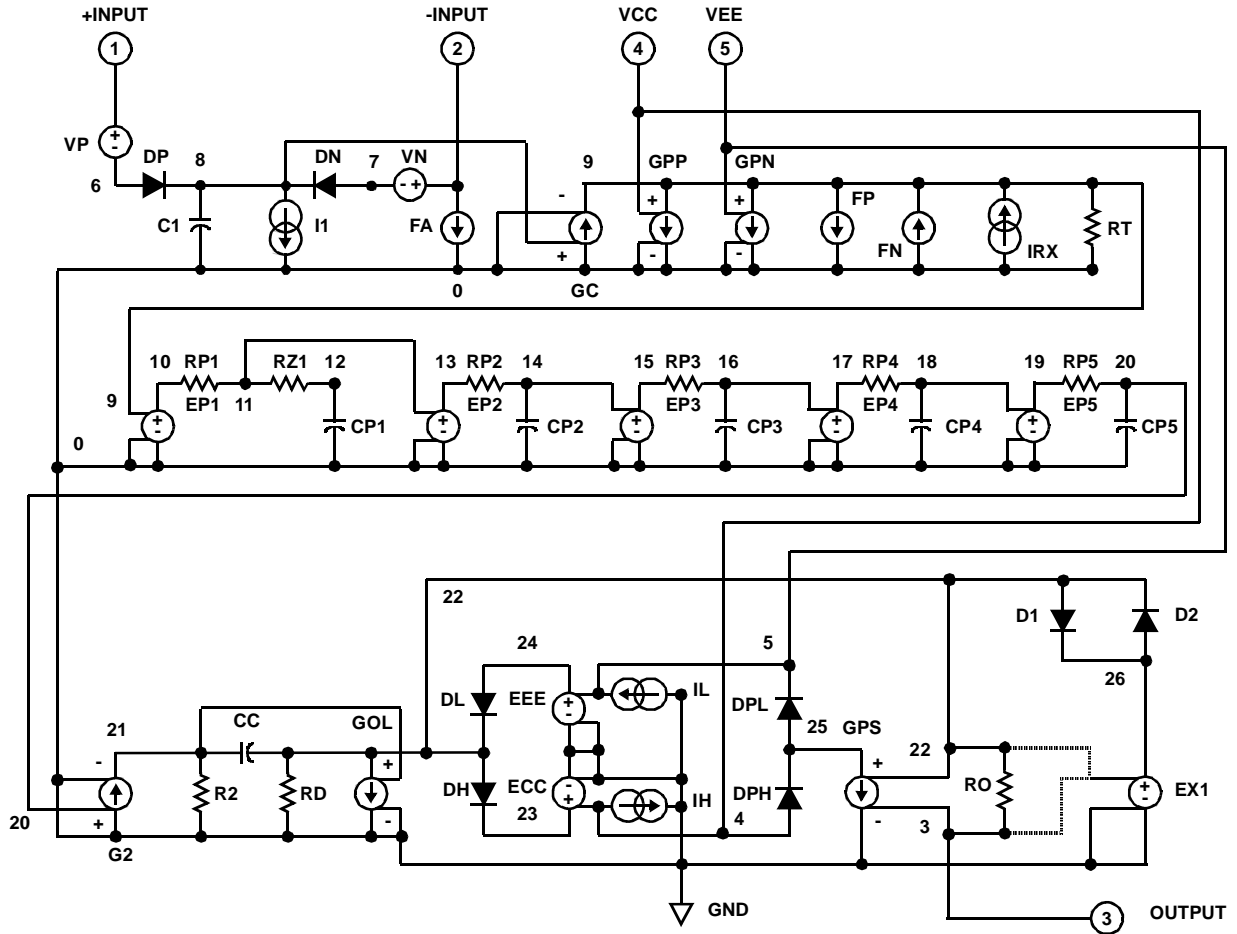 +INPUT -INPUT VCC VEE
1 2 4 5
VP + -
DP 8 DN 7 VN 9 GPP GPN
6 - + FP
C1 I1 FA - + + + - - FN IRX RT
0 GC
10 RP1 RZ1 12 13 RP2 14 15 RP3 16 17 RP4 18 19 RP5 20
9 EP1 11 EP2 EP3 EP4 EP5
+ - + - + - + - + -
0 CP1 CP2 CP3 CP4 CP5
22
D1 D2
24 5
26
DL EEE IL DPL
+ -
21 CC GOL 25 GPS 22
- + +
R2 RD DH ECC IH DPH RO EX1
- + + -
20 + - 23 4 - 3
G2
GND
3 OUTPUT